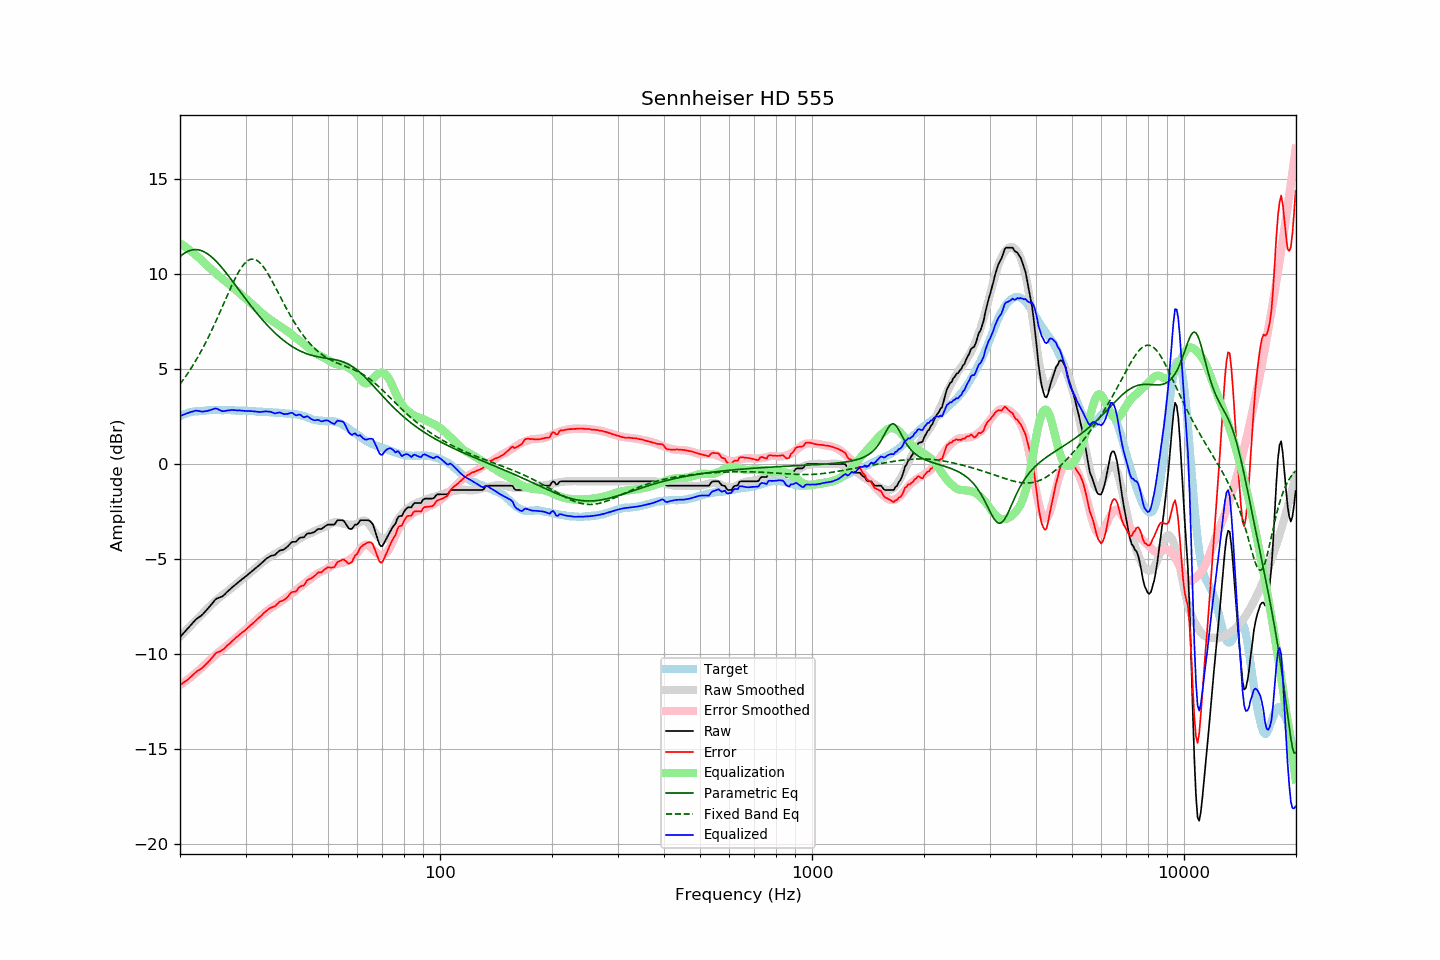 Sennheiser HD 555
Amplitude (dBr)
15
10
5
0
−5
−10
−15
−20
Target
Raw Smoothed
Error Smoothed
Raw
Error
Equalization
Parametric Eq
Fixed Band Eq
Equalized
100
1000
10000
Frequency (Hz)